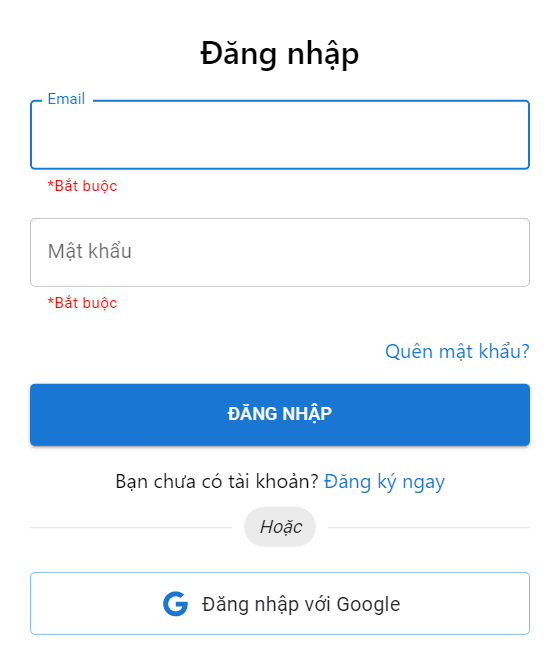 Đăng nhập
Email
*Bắt buộc
Mật khẩu
*Bắt buộc
Quên mật khẩu?
ĐĂNG NHẬP
Bạn chưa có tài khoản? Đăng ký ngay
Hoặc
Đăng nhập với Google